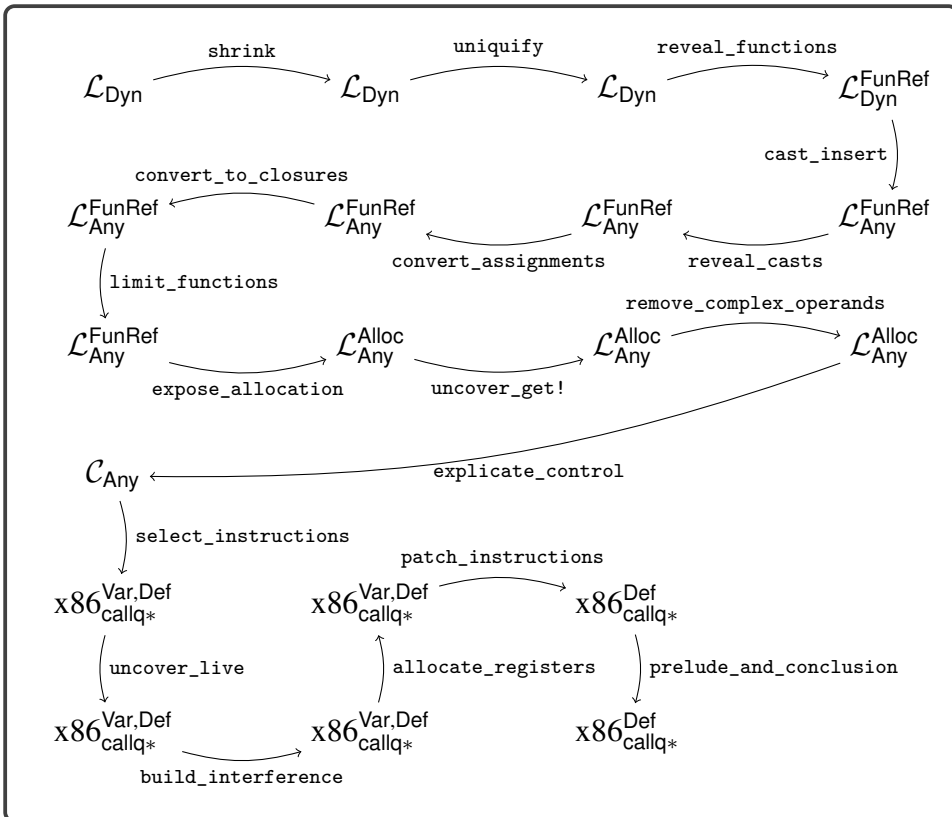 shrink uniquify reveal_functions
ℒ_Dyn ℒ_Dyn ℒ_Dyn ℒ_Dyn^FunRef
cast_insert
convert_to_closures
ℒ_Any^FunRef ℒ_Any^FunRef ℒ_Any^FunRef ℒ_Any^FunRef
convert_assignments reveal_casts
limit_functions
remove_complex_operands
ℒ_Any^FunRef ℒ_Any^Alloc ℒ_Any^Alloc ℒ_Any^Alloc
expose_allocation uncover_get!
𝒞_Any explicate_control
select_instructions
patch_instructions
x86_callq*^Var,Def x86_callq*^Var,Def x86_callq*^Def
uncover_live allocate_registers prelude_and_conclusion
x86_callq*^Var,Def x86_callq*^Var,Def x86_callq*^Def
build_interference